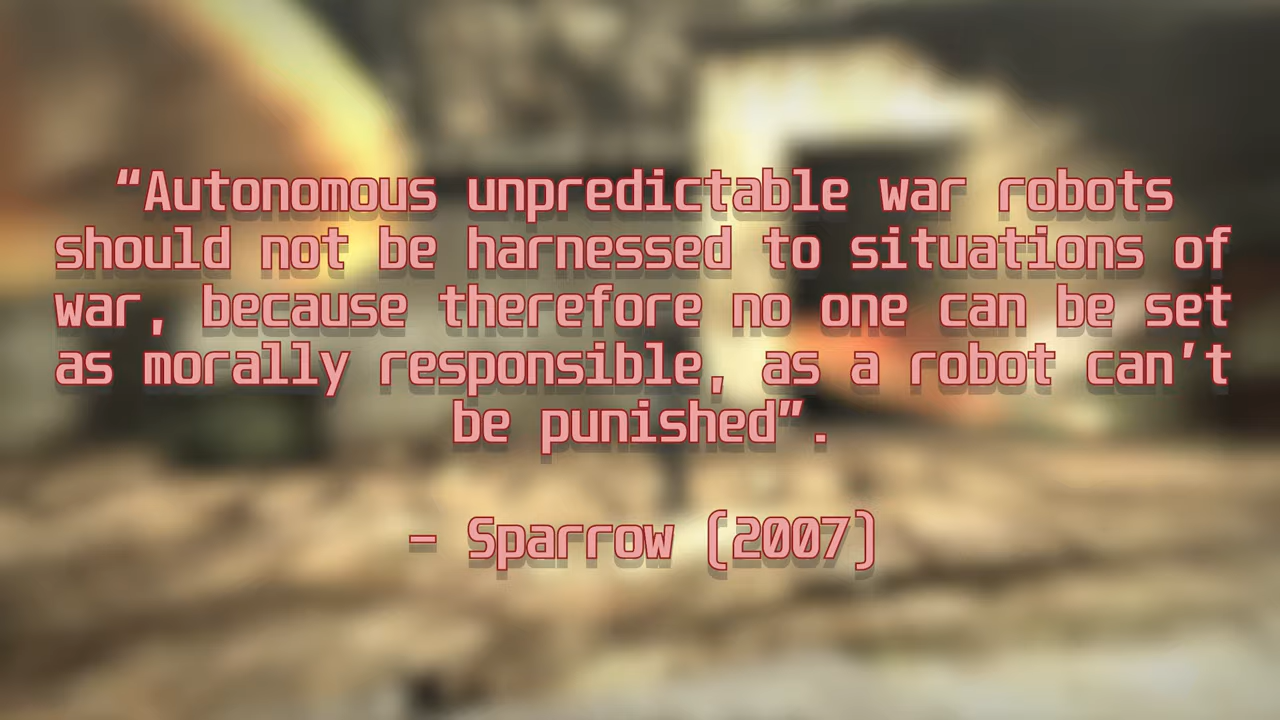 “Autonomous unpredictable war robots
should not be harnessed to situations of
war, because therefore no one can be set
as morally responsible, as a robot can’t
be punished”.
– Sparrow (2007)